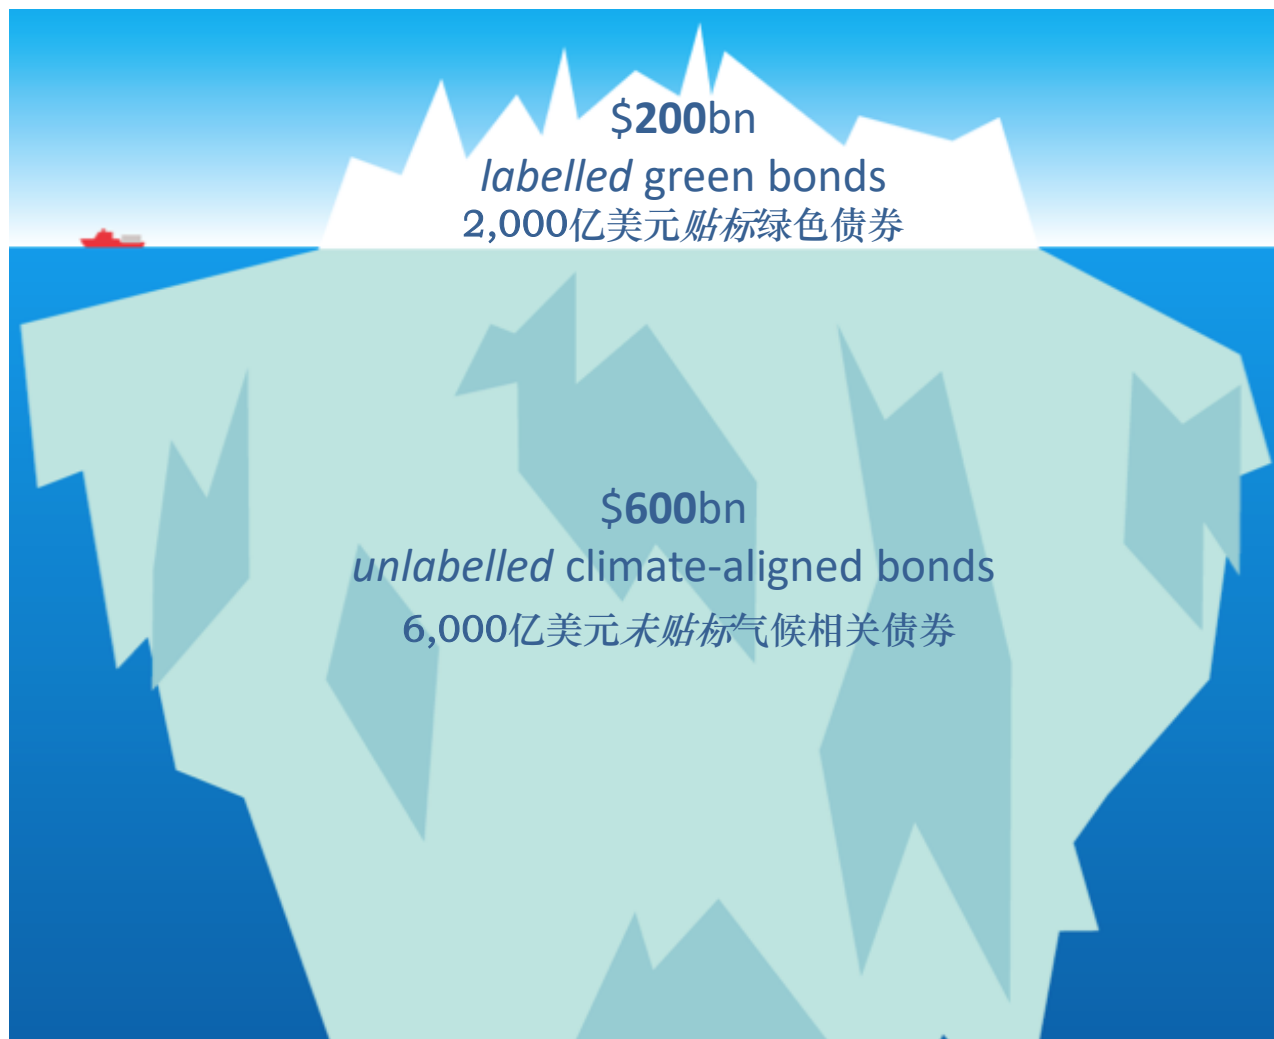 $200bn
labelled green bonds
2,000亿美元贴标绿色债券
$600bn
unlabelled climate-aligned bonds
6,000亿美元未贴标气候相关债券